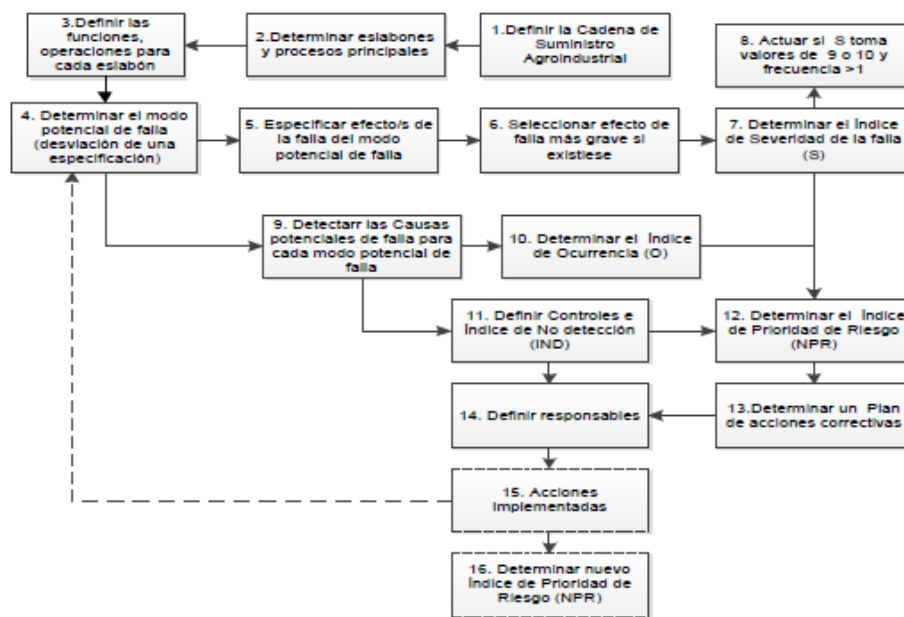 3.Definir las
funciones,
operaciones para
cada eslabón
2.Determinar eslabones
y procesos principales
1.Definir la Cadena de
Suministro
Agroindustrial
8. Actuar si S toma
valores de 9 o 10 y
frecuencia >1
4. Determinar el modo
potencial de falla
(desviación de una
especificación)
5. Especificar efecto/s de
la falla del modo
potencial de falla
6. Seleccionar efecto de
falla más grave si
existiese
7. Determinar el Índice
de Severidad de la falla
(S)
9. Detectarr las Causas
potenciales de falla para
cada modo potencial de
falla
10. Determinar el Índice
de Ocurrencia (O)
11. Definir Controles e
Índice de No detección
(IND)
12. Determinar el Índice
de Prioridad de Riesgo
(NPR)
14. Definir responsables
13.Determinar un Plan
de acciones correctivas
15. Acciones
Implementadas
16. Determinar nuevo
Índice de Prioridad de
Riesgo (NPR)